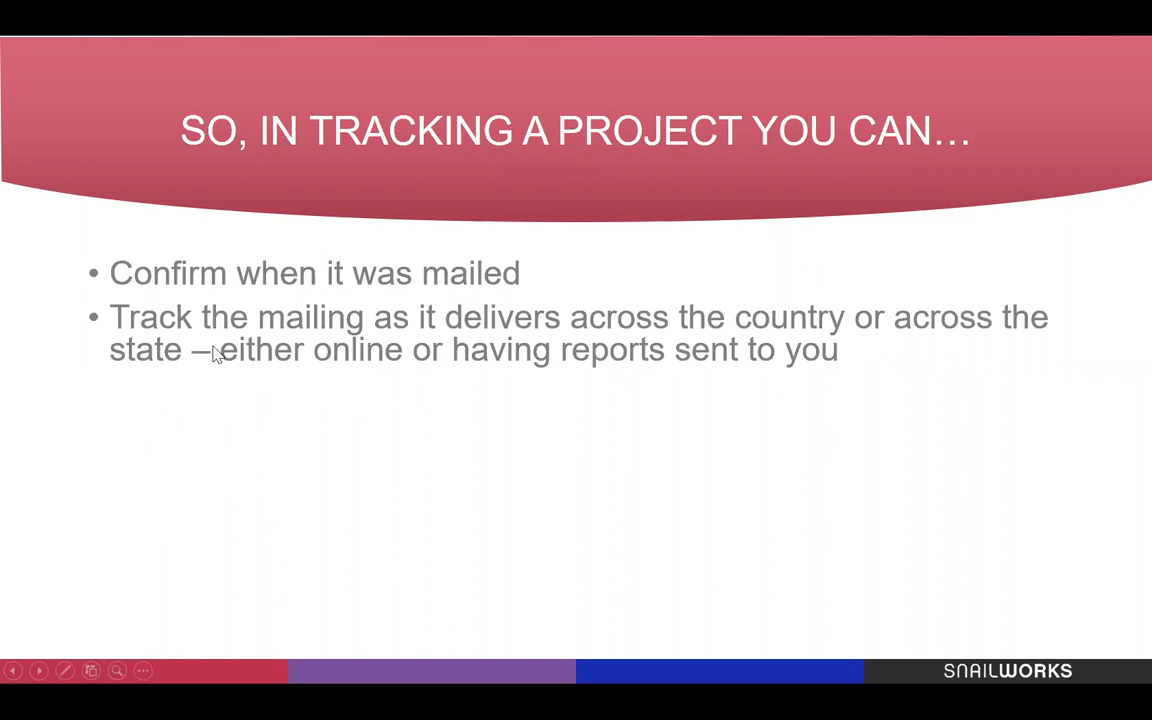 SO, IN TRACKING A PROJECT YOU CAN…
• Confirm when it was mailed
• Track the mailing as it delivers across the country or across the
state – either online or having reports sent to you
SNAILWORKS